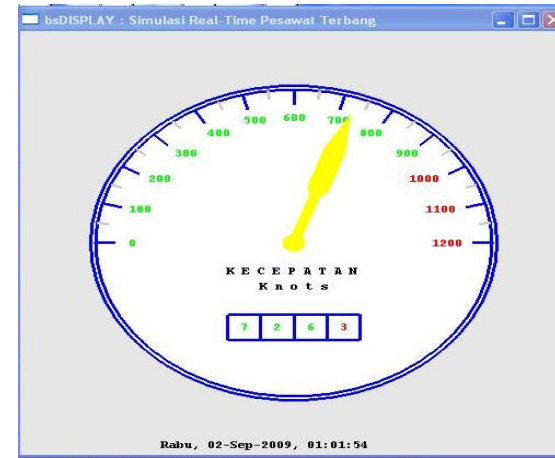 bsDISPLAY : Simulasi Real-Time Pesawat Terbang
600
500 700
400 800
300 900
200 1000
100 1100
0 1200
K E C E P A T A N
K n o t s
7 2 6 3
Rabu, 02-Sep-2009, 01:01:54